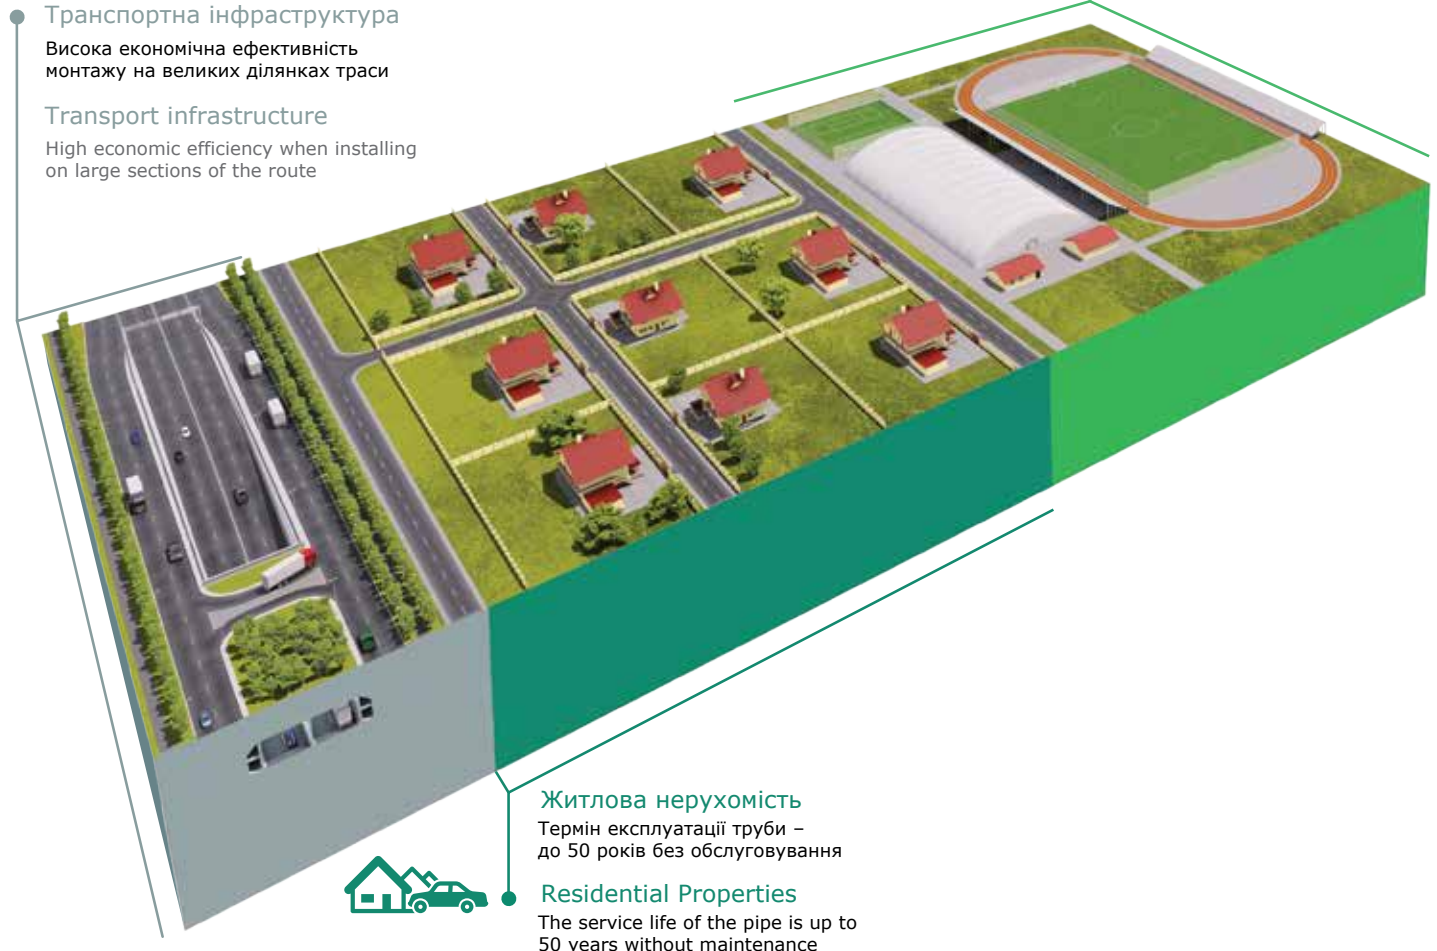 Транспортна інфраструктура
Висока економічна ефективність
монтажу на великих ділянках траси
Transport infrastructure
High economic efficiency when installing
on large sections of the route
Житлова нерухомість
Термін експлуатації труби –
до 50 років без обслуговування
Residential Properties
The service life of the pipe is up to
50 years without maintenance